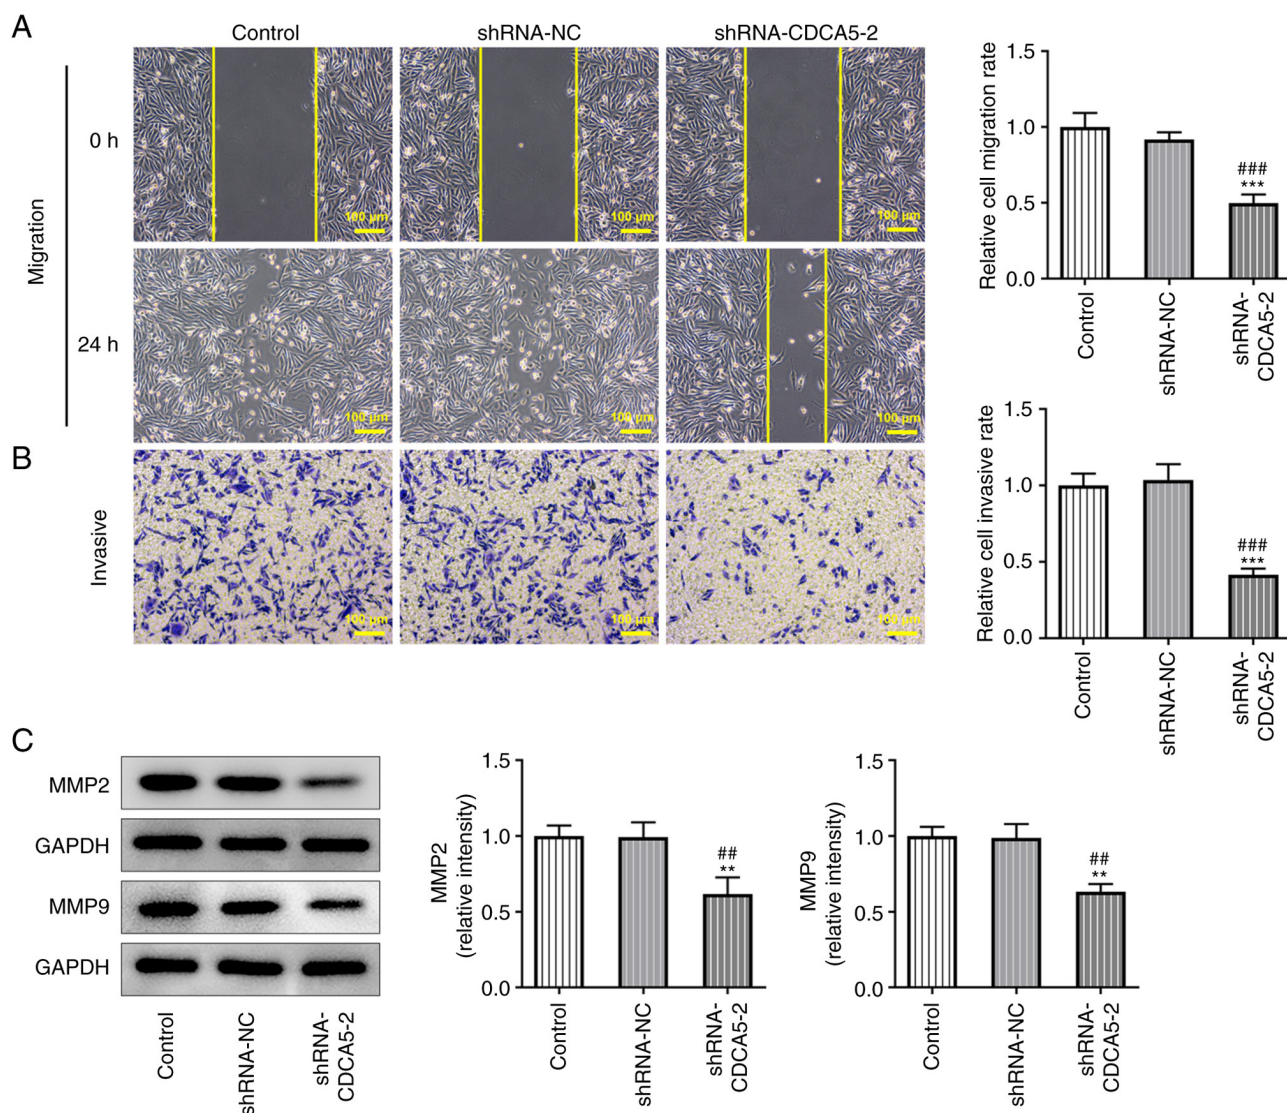 A
Control
shRNA-NC
shRNA-CDCA5-2
Migration
0 h
100 μm
100 μm
100 μm
24 h
100 μm
100 μm
100 μm
Relative cell migration rate
1.5
1.0
0.5
0.0
###
***
Control
shRNA-NC
shRNA-
CDCA5-2
B
Invasive
100 μm
100 μm
100 μm
Relative cell invasive rate
1.5
1.0
0.5
0.0
###
***
Control
shRNA-NC
shRNA-
CDCA5-2
C
MMP2
GAPDH
MMP9
GAPDH
Control
shRNA-NC
shRNA-
CDCA5-2
MMP2
(relative intensity)
1.5
1.0
0.5
0.0
##
**
Control
shRNA-NC
shRNA-
CDCA5-2
MMP9
(relative intensity)
1.5
1.0
0.5
0.0
##
**
Control
shRNA-NC
shRNA-
CDCA5-2